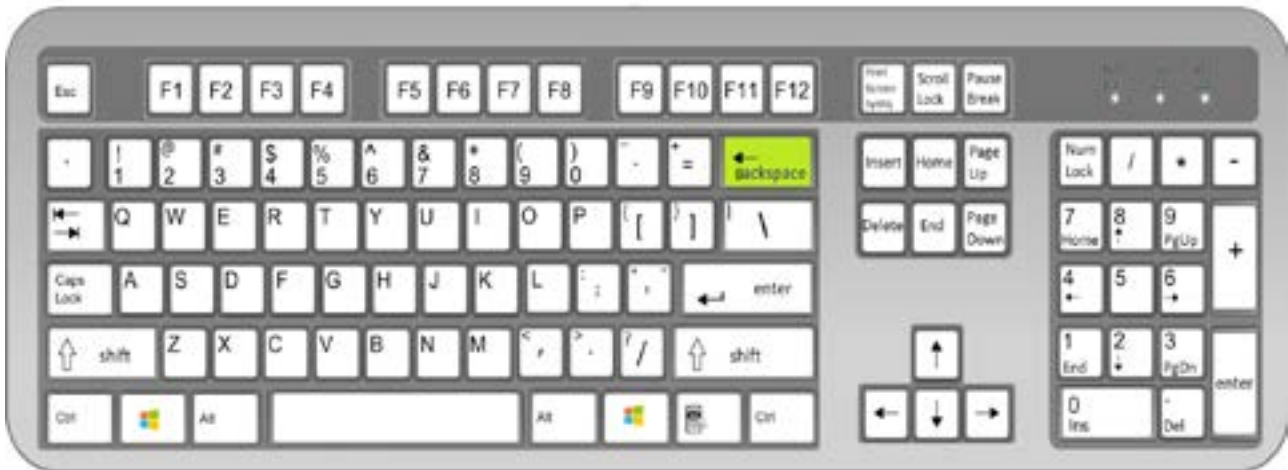 Esc F1 F2 F3 F4 F5 F6 F7 F8 F9 F10 F11 F12 Scroll Lock Pause Break
! 1 @ 2 # 3 $ 4 % 5 ^ 6 & 7 * 8 ( 9 ) 0 - + = ← Backspace Insert Home Page Up Num Lock / * -
Q W E R T Y U I O P [ ] \ Delete End Page Down 7 Home 8 9 PgUp +
Caps Lock A S D F G H J K L : ; enter 4 ← 5 6 →
shift Z X C V B N M < , > . ? / shift ↑ 1 End 2 ↓ 3 PgDn enter
Ctrl Alt Alt Ctrl ← ↓ → 0 Ins . Del